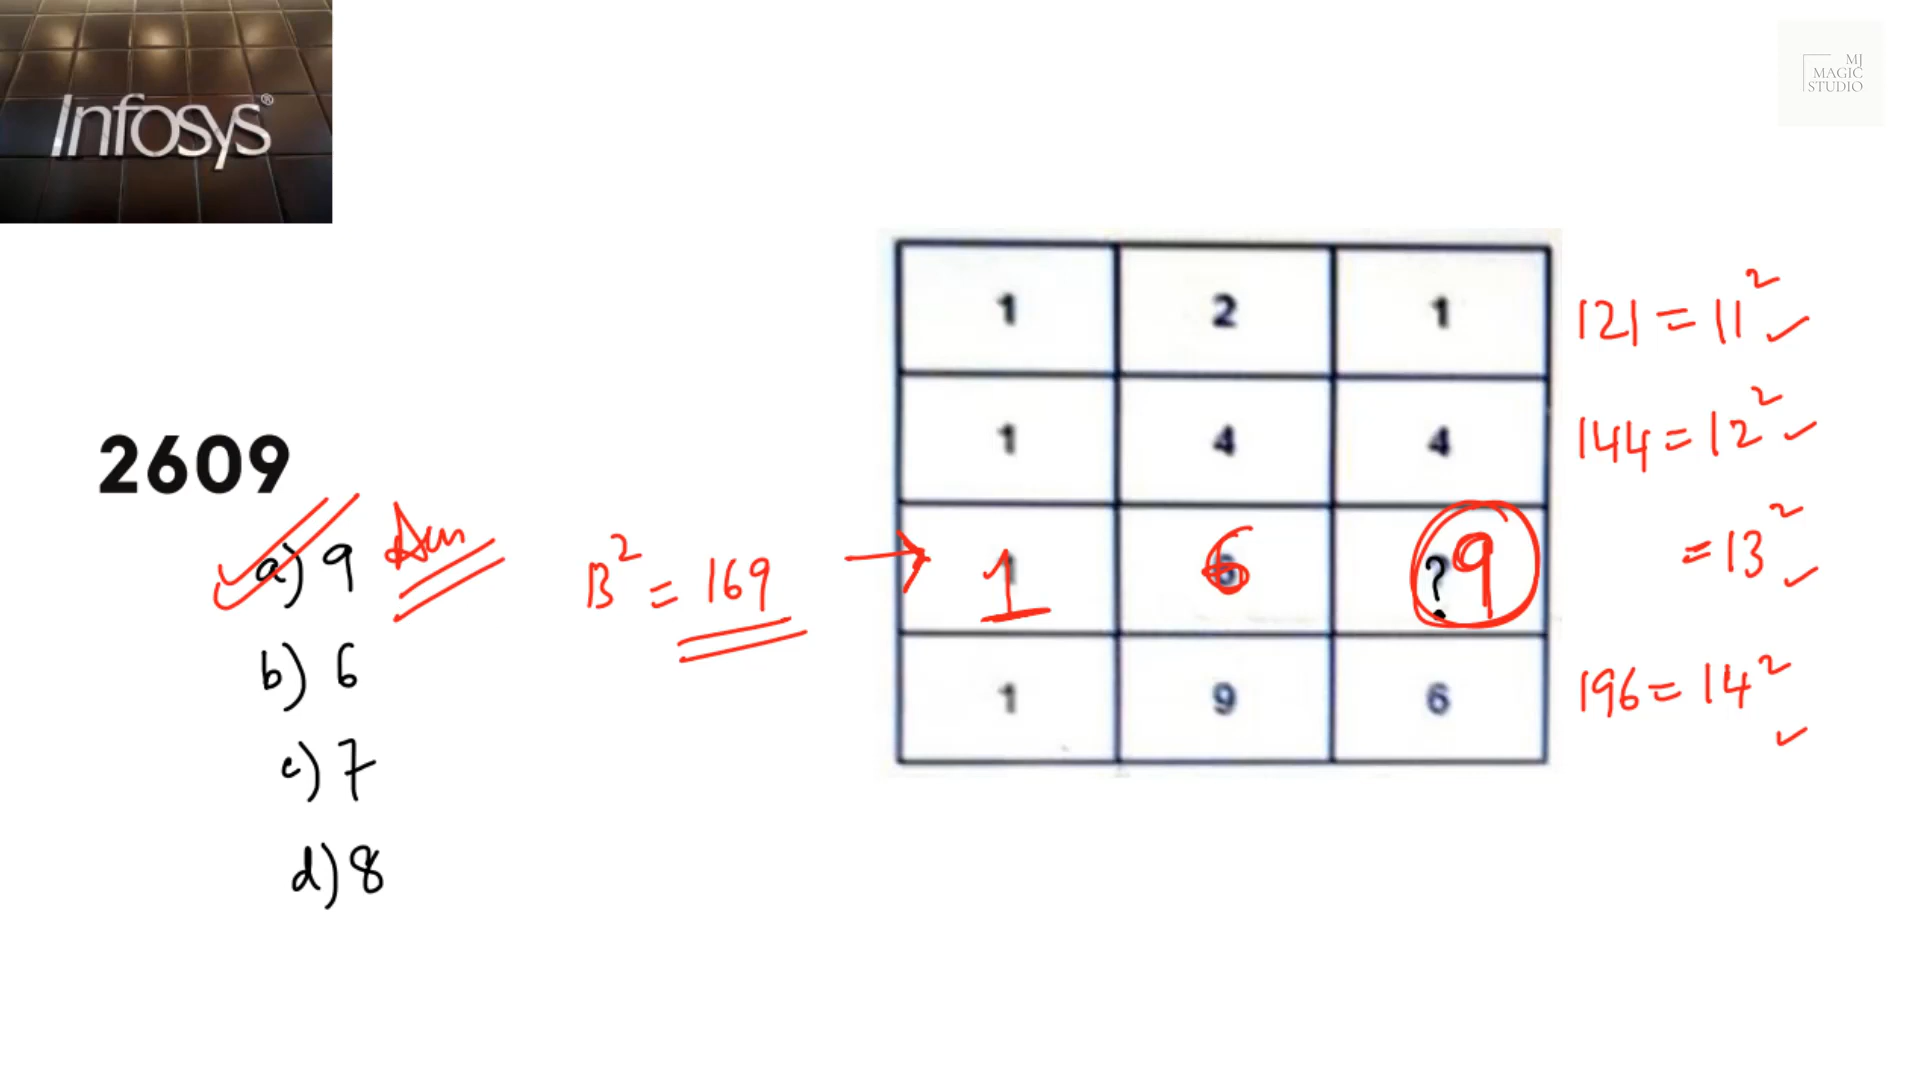 Infosys®
MJ
MAGIC
STUDIO
1 2 1 121 = 11² ✓
1 4 4 144 = 12² ✓
2609
a) 9 Ans
13² = 169 → 1 6 ? 9 = 13² ✓
b) 6
1 9 6 196 = 14² ✓
c) 7
d) 8